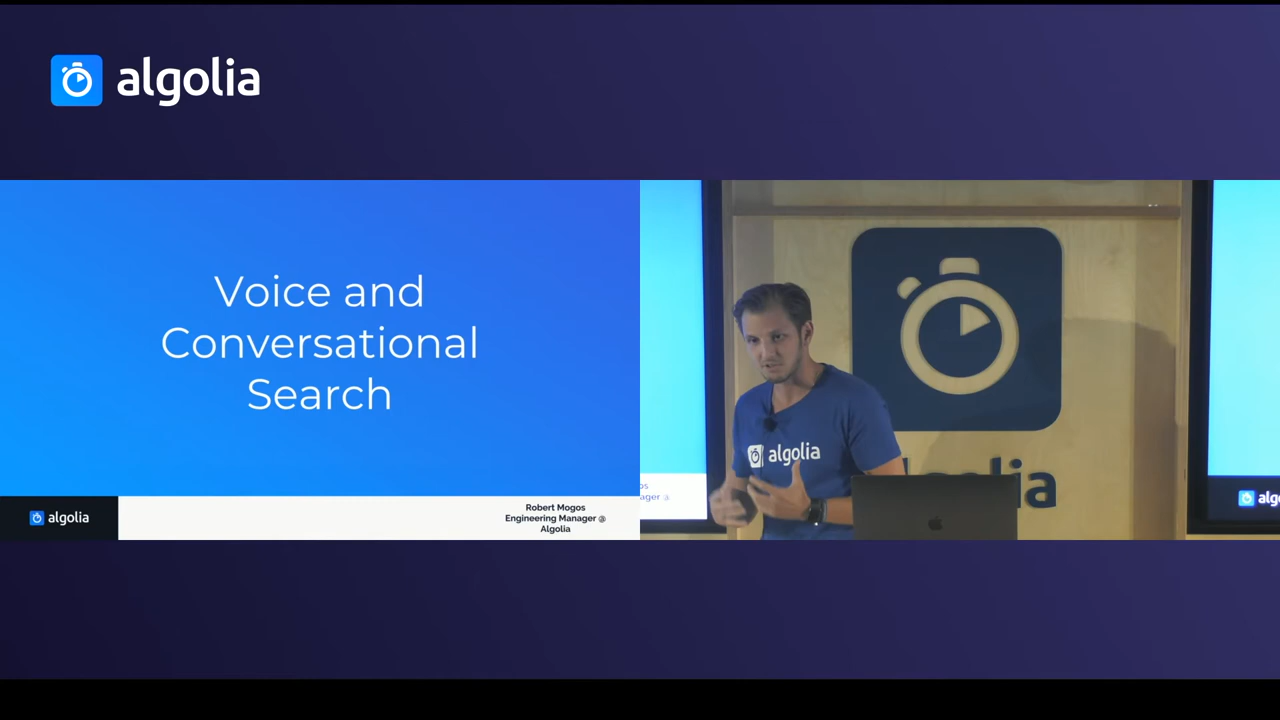 algolia
Voice and
Conversational
Search
algolia
Robert Mogos
Engineering Manager @
Algolia
algolia